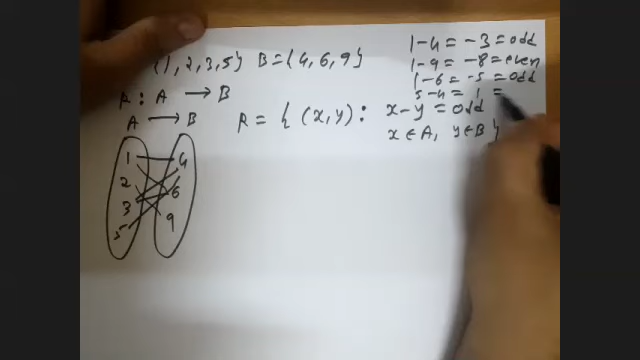 {1, 2, 3, 5} B = {4, 6, 9}
1 - 4 = -3 = odd
1 - 9 = -8 = even
1 - 6 = -5 = odd
5 - 4 = 1 =
R : A → B
R = { (x, y) : x - y = odd
x ∈ A, y ∈ B }
A → B
1 4
2 6
3 9
5